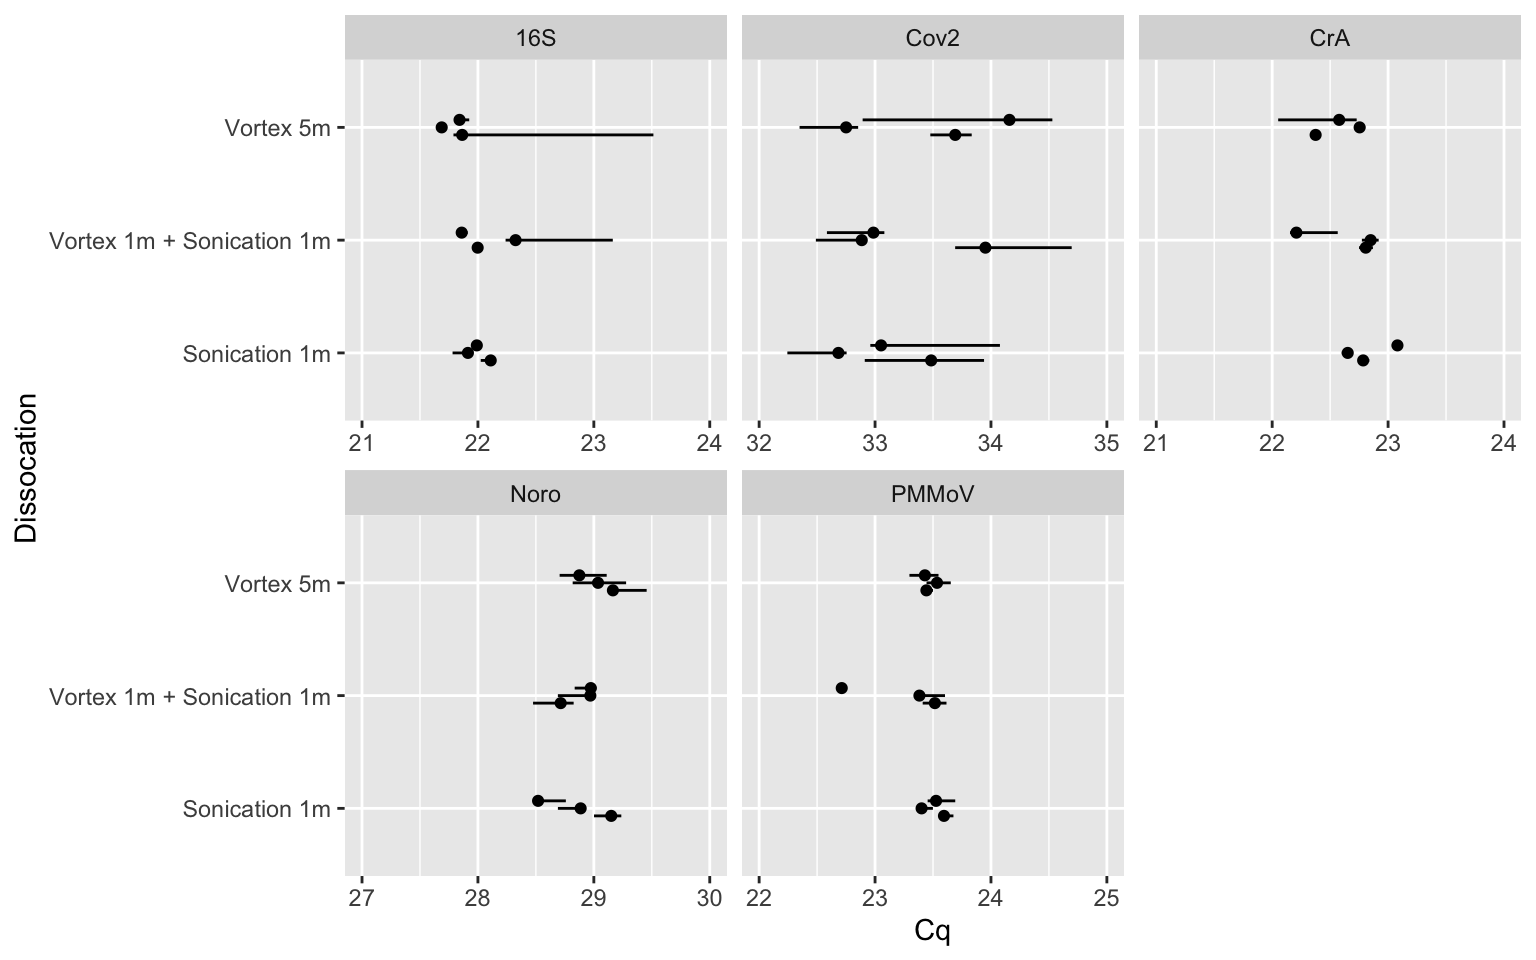 16S Cov2 CrA
Vortex 5m
Vortex 1m + Sonication 1m
Sonication 1m
21 22 23 24 32 33 34 35 21 22 23 24
Dissocation
Noro PMMoV
Vortex 5m
Vortex 1m + Sonication 1m
Sonication 1m
27 28 29 30 22 23 24 25
Cq